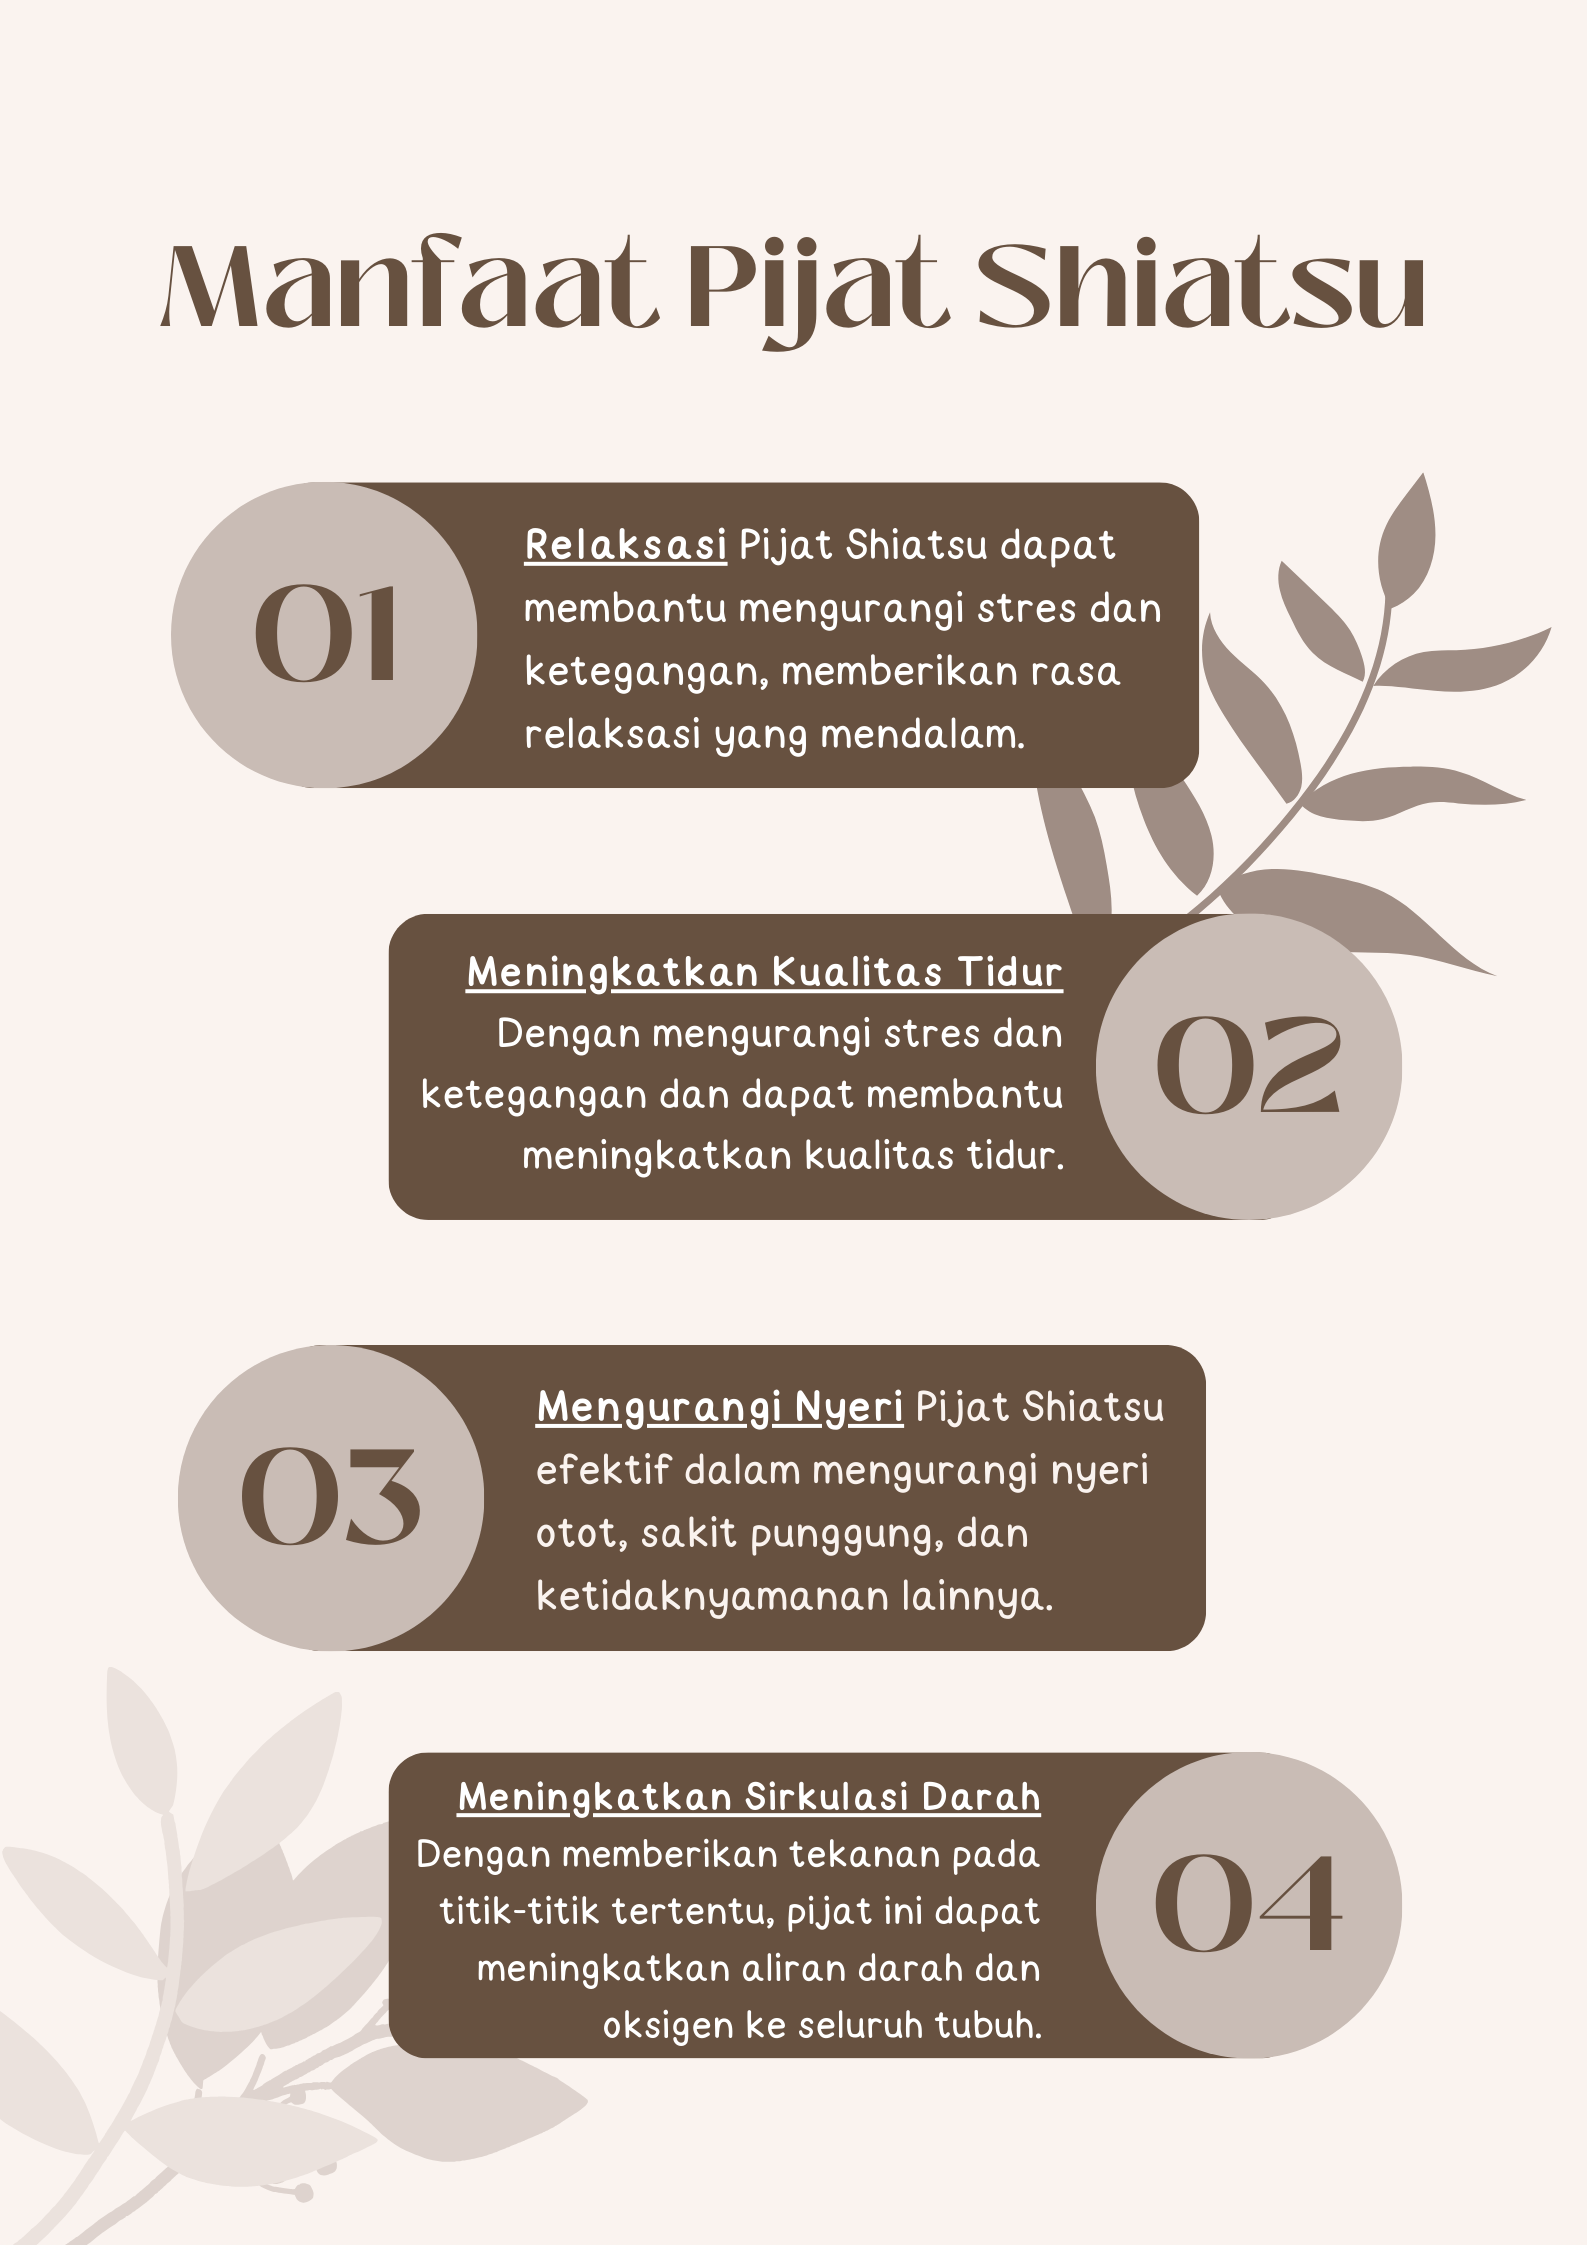 Manfaat Pijat Shiatsu
01
Relaksasi Pijat Shiatsu dapat
membantu mengurangi stres dan
ketegangan, memberikan rasa
relaksasi yang mendalam.
Meningkatkan Kualitas Tidur
Dengan mengurangi stres dan
ketegangan dan dapat membantu
meningkatkan kualitas tidur.
02
03
Mengurangi Nyeri Pijat Shiatsu
efektif dalam mengurangi nyeri
otot, sakit punggung, dan
ketidaknyamanan lainnya.
Meningkatkan Sirkulasi Darah
Dengan memberikan tekanan pada
titik-titik tertentu, pijat ini dapat
meningkatkan aliran darah dan
oksigen ke seluruh tubuh.
04